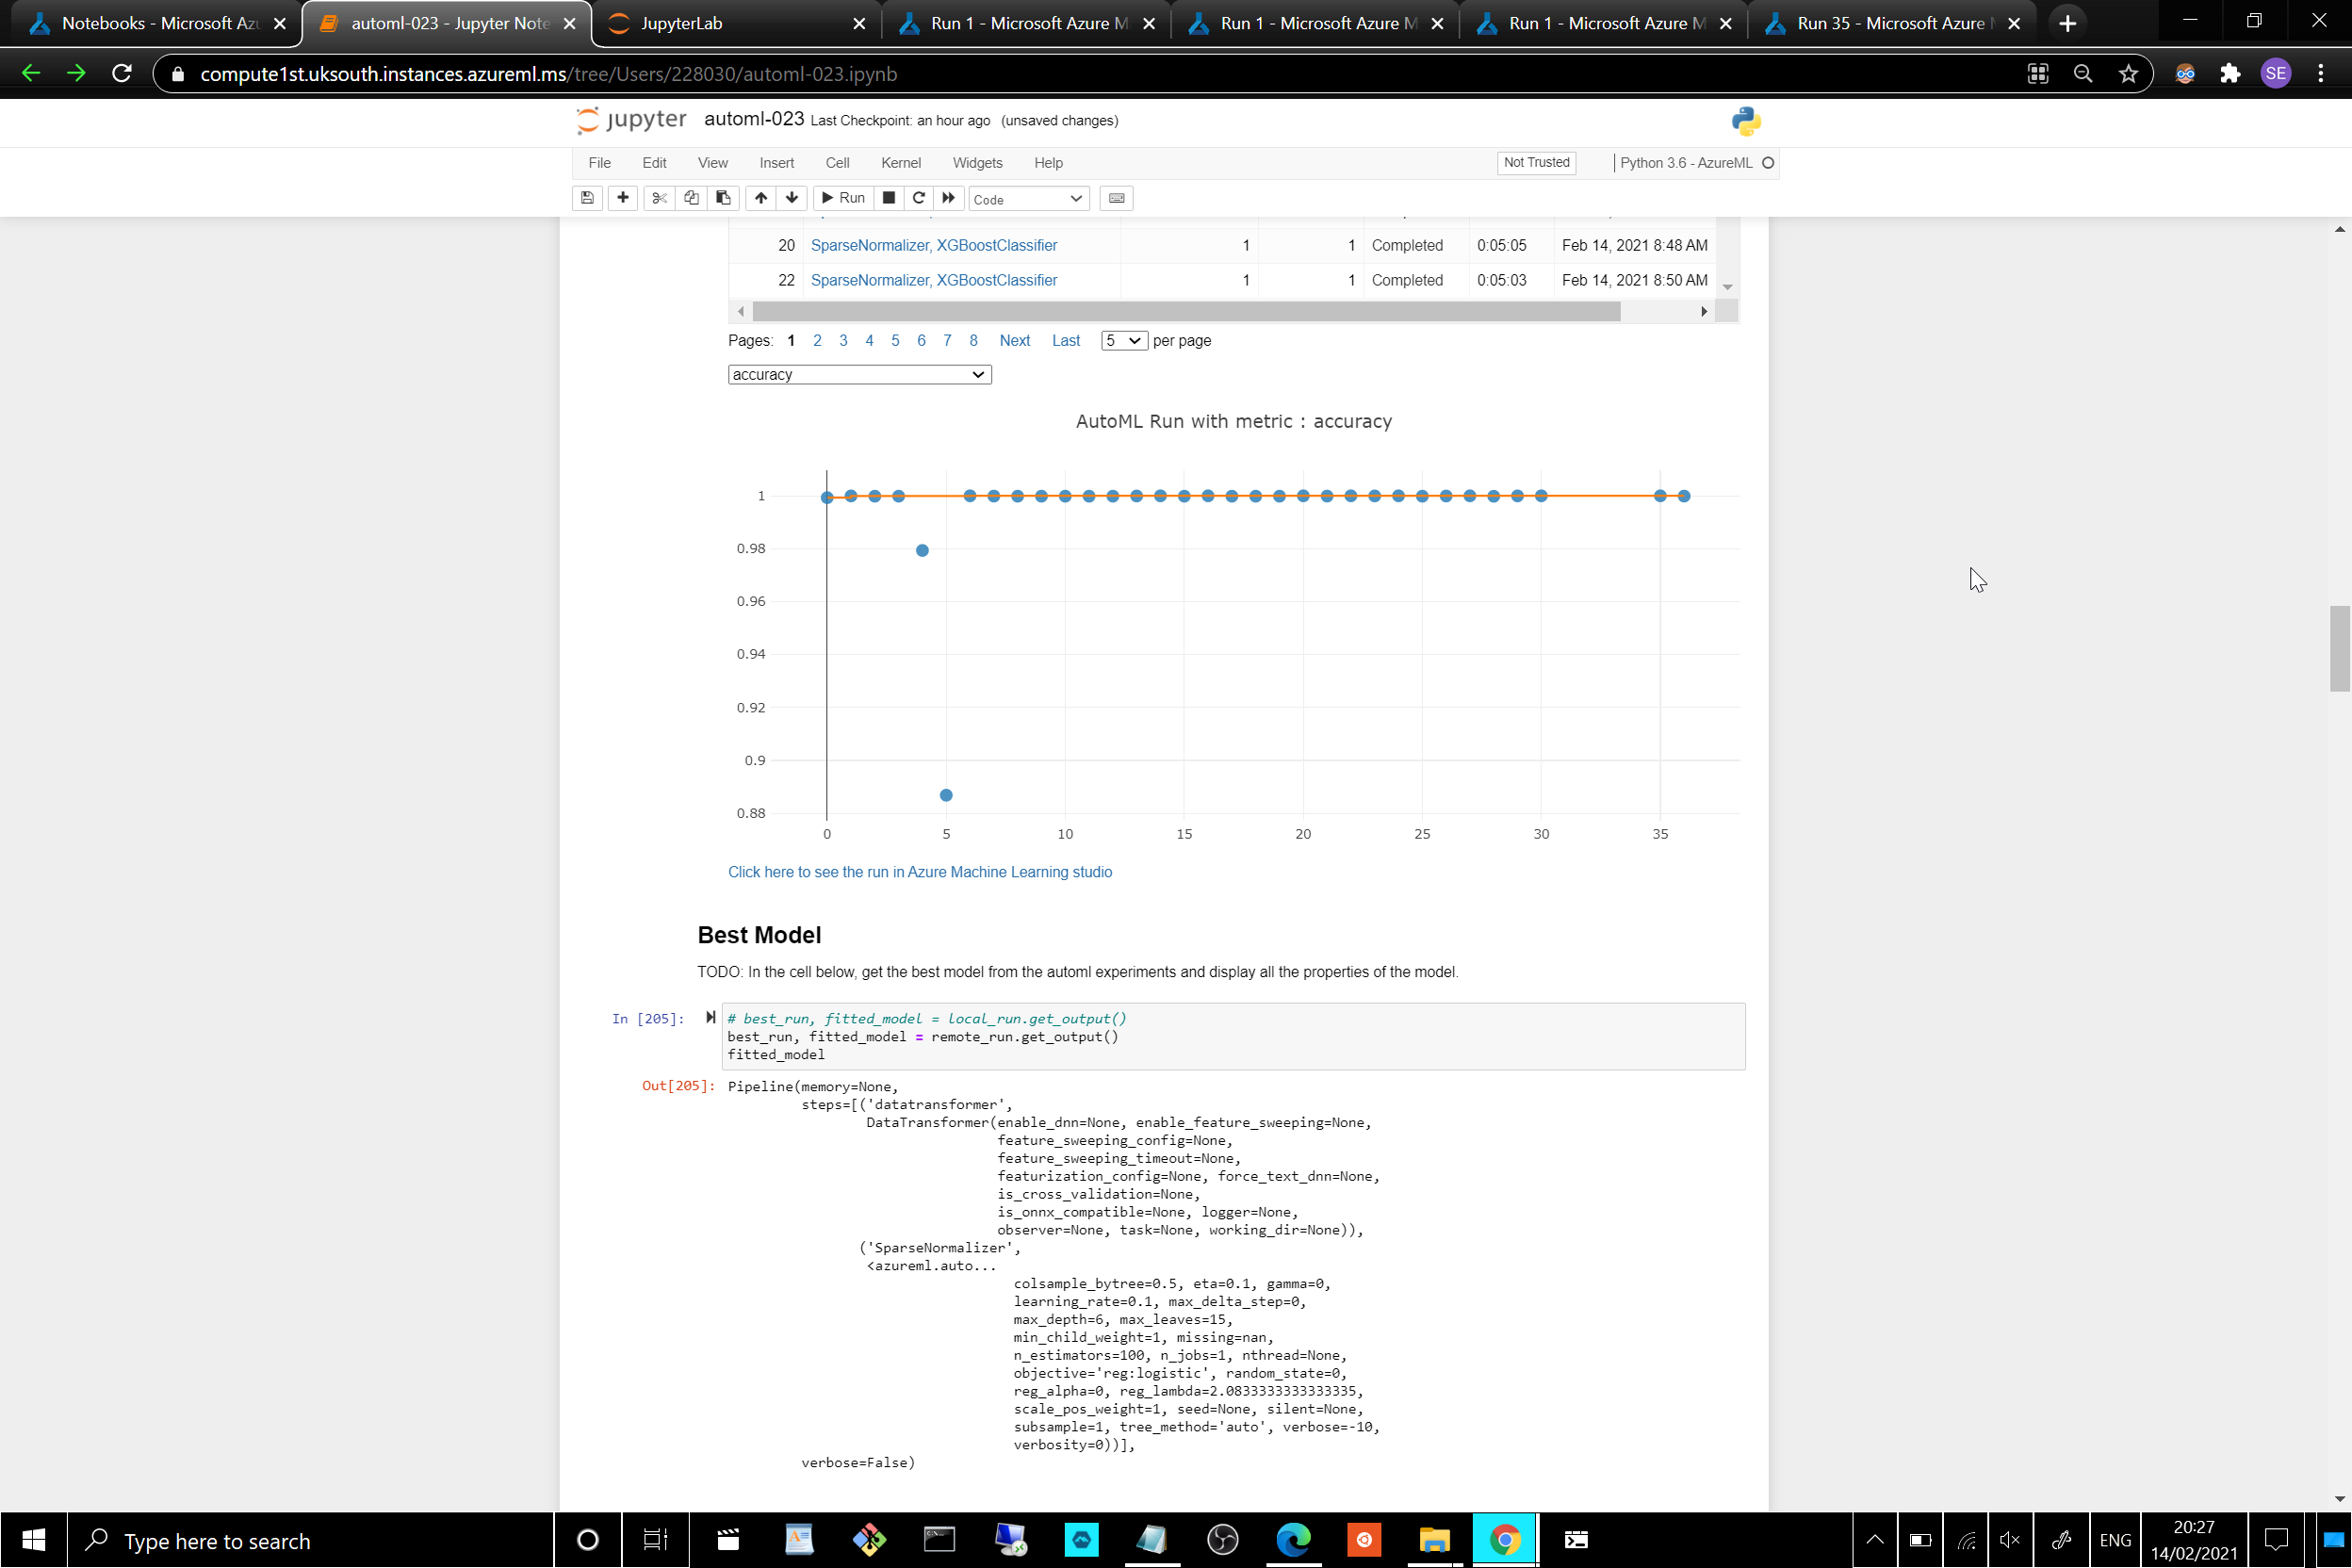 Notebooks - Microsoft Azu
automl-023 - Jupyter Note
JupyterLab
Run 1 - Microsoft Azure M
Run 1 - Microsoft Azure M
Run 1 - Microsoft Azure M
Run 35 - Microsoft Azure
compute1st.uksouth.instances.azureml.ms/tree/Users/228030/automl-023.ipynb
SE
jupyter automl-023 Last Checkpoint: an hour ago (unsaved changes)
File Edit View Insert Cell Kernel Widgets Help Not Trusted Python 3.6 - AzureML
Run Code
20 SparseNormalizer, XGBoostClassifier 1 1 Completed 0:05:05 Feb 14, 2021 8:48 AM
22 SparseNormalizer, XGBoostClassifier 1 1 Completed 0:05:03 Feb 14, 2021 8:50 AM
Pages: 1 2 3 4 5 6 7 8 Next Last 5 per page
accuracy
AutoML Run with metric : accuracy
1
0.98
0.96
0.94
0.92
0.9
0.88
0 5 10 15 20 25 30 35
Click here to see the run in Azure Machine Learning studio
Best Model
TODO: In the cell below, get the best model from the automl experiments and display all the properties of the model.
In [205]: # best_run, fitted_model = local_run.get_output()
best_run, fitted_model = remote_run.get_output()
fitted_model
Out[205]: Pipeline(memory=None,
steps=[('datatransformer',
DataTransformer(enable_dnn=None, enable_feature_sweeping=None,
feature_sweeping_config=None,
feature_sweeping_timeout=None,
featurization_config=None, force_text_dnn=None,
is_cross_validation=None,
is_onnx_compatible=None, logger=None,
observer=None, task=None, working_dir=None)),
('SparseNormalizer',
<azureml.auto...
colsample_bytree=0.5, eta=0.1, gamma=0,
learning_rate=0.1, max_delta_step=0,
max_depth=6, max_leaves=15,
min_child_weight=1, missing=nan,
n_estimators=100, n_jobs=1, nthread=None,
objective='reg:logistic', random_state=0,
reg_alpha=0, reg_lambda=2.0833333333333335,
scale_pos_weight=1, seed=None, silent=None,
subsample=1, tree_method='auto', verbose=-10,
verbosity=0))],
verbose=False)
Type here to search
ENG
20:27
14/02/2021